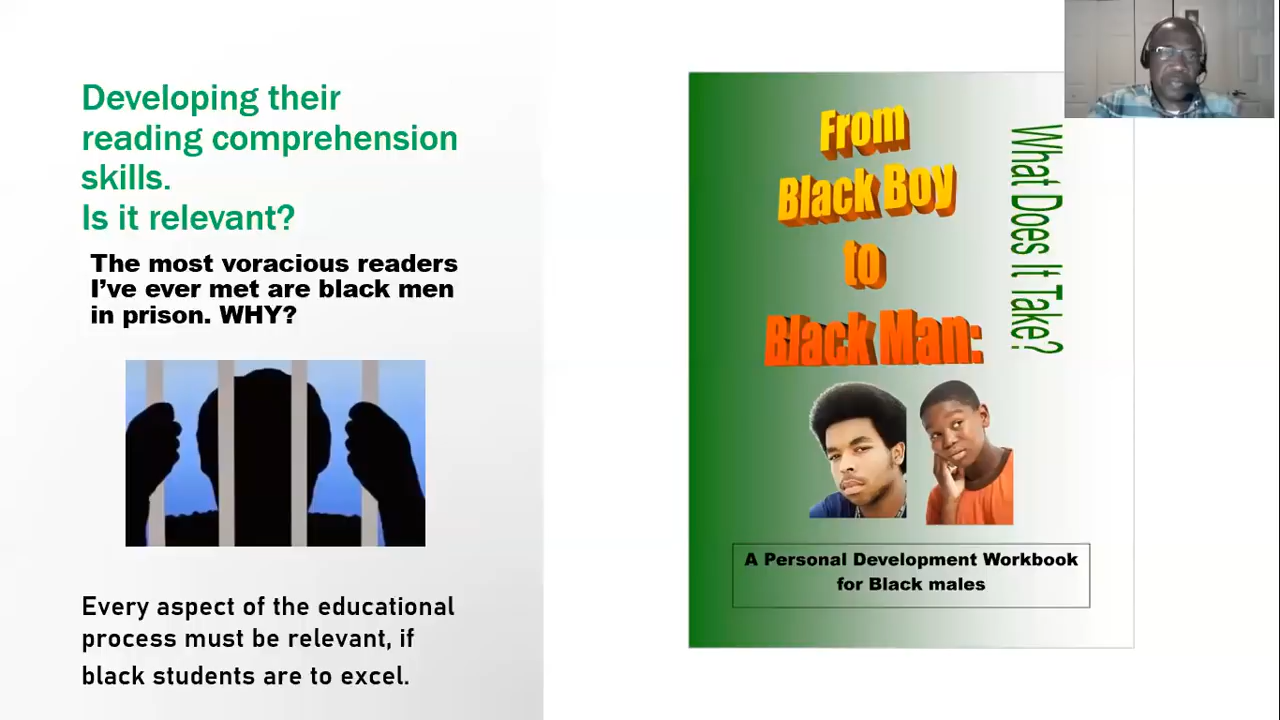 Developing their
reading comprehension
skills.
Is it relevant?
The most voracious readers
I've ever met are black men
in prison. WHY?
Every aspect of the educational
process must be relevant, if
black students are to excel.
From
Black Boy
to
Black Man:
What Does It Take?
A Personal Development Workbook
for Black males